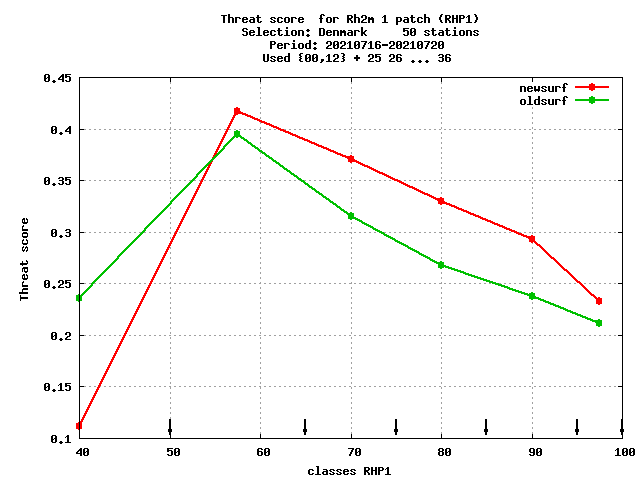 Threat score  for Rh2m 1 patch (RHP1)
Selection: Denmark     50 stations
Period: 20210716-20210720
Used {00,12} + 25 26 ... 36
newsurf
oldsurf
0.45
0.4
0.35
0.3
0.25
0.2
0.15
0.1
Threat score
40 50 60 70 80 90 100
classes RHP1